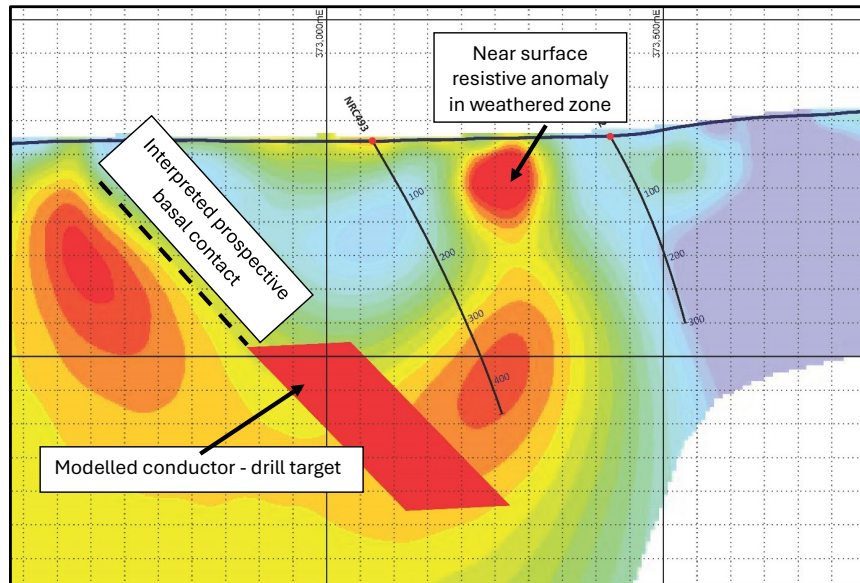 373,000mE
373,500mE
Near surface
resistive anomaly
in weathered zone
NRC493
Interpreted prospective
basal contact
100
200
300
400
100
200
300
Modelled conductor - drill target